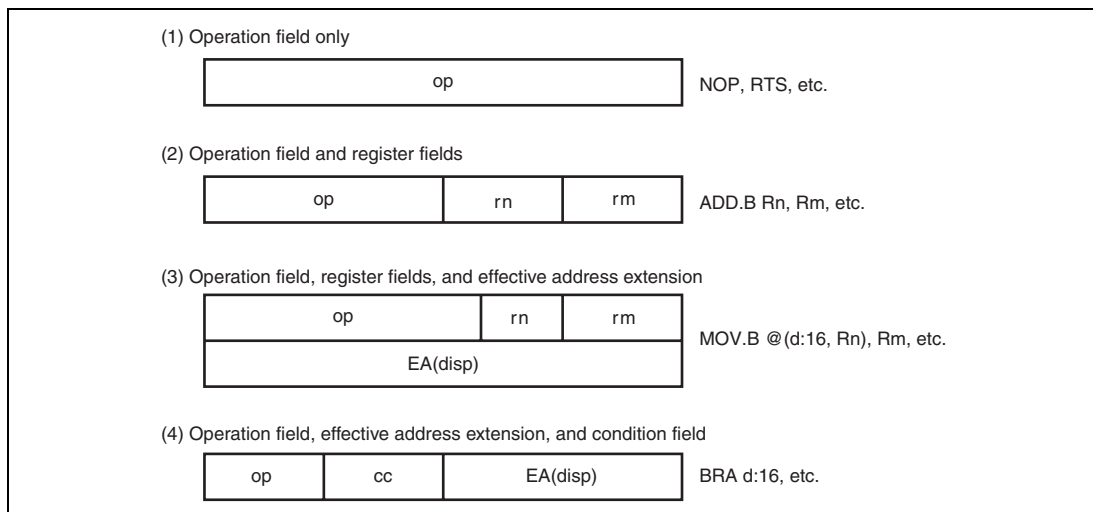 (1) Operation field only
op
NOP, RTS, etc.
(2) Operation field and register fields
op rn rm
ADD.B Rn, Rm, etc.
(3) Operation field, register fields, and effective address extension
op rn rm
MOV.B @(d:16, Rn), Rm, etc.
EA(disp)
(4) Operation field, effective address extension, and condition field
op cc EA(disp)
BRA d:16, etc.